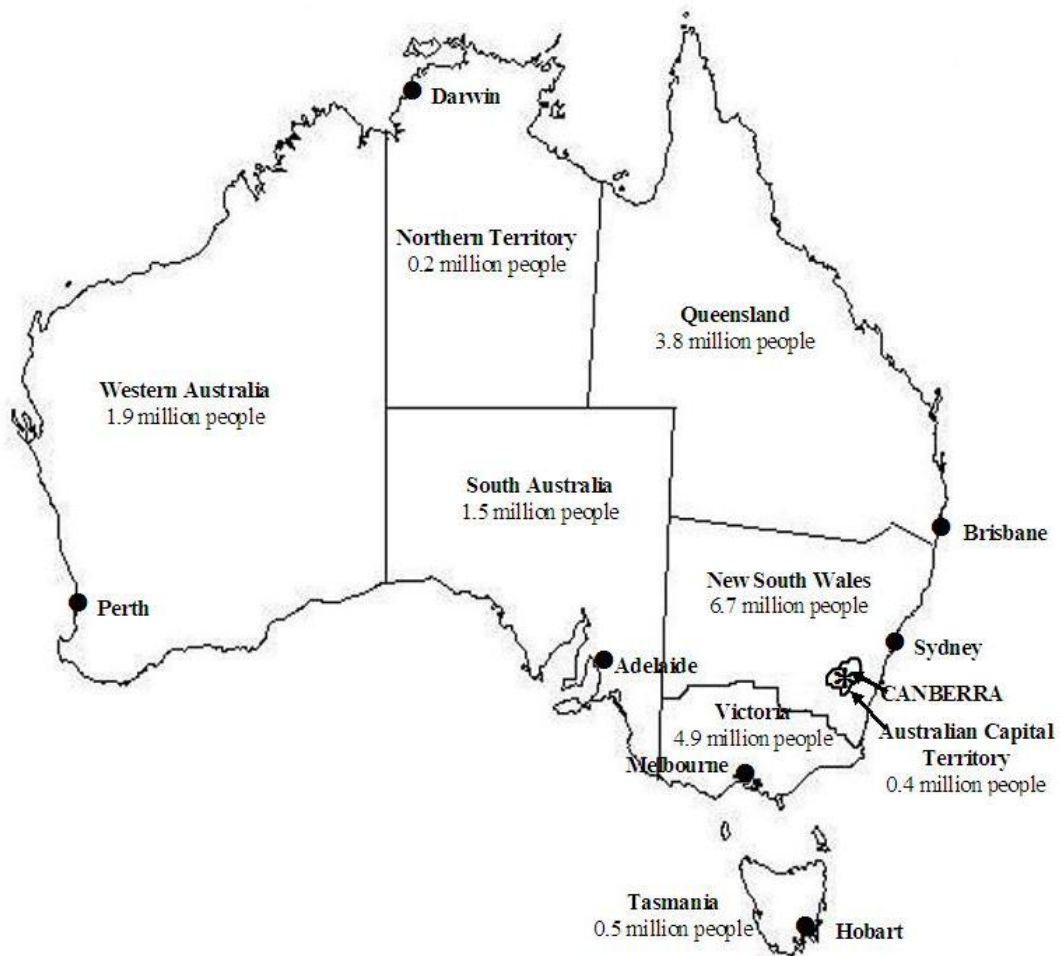 Darwin
Northern Territory
0.2 million people
Queensland
3.8 million people
Western Australia
1.9 million people
South Australia
1.5 million people
Brisbane
New South Wales
6.7 million people
Perth
Sydney
Adelaide
CANBERRA
Victoria
4.9 million people
Australian Capital
Territory
0.4 million people
Melbourne
Tasmania
0.5 million people
Hobart